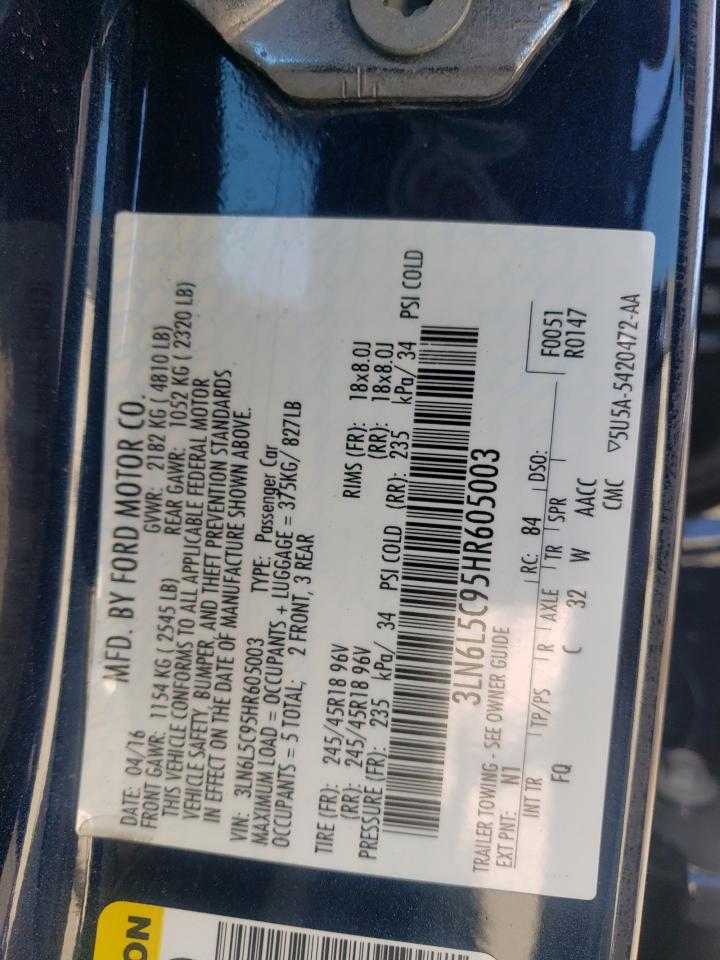 MFD. BY FORD MOTOR CO.
DATE: 04/16 GVWR: 2182 KG ( 4810 LB)
FRONT GAWR: 1154 KG ( 2545 LB) REAR GAWR: 1052 KG ( 2320 LB)
THIS VEHICLE CONFORMS TO ALL APPLICABLE FEDERAL MOTOR
VEHICLE SAFETY, BUMPER, AND THEFT PREVENTION STANDARDS
IN EFFECT ON THE DATE OF MANUFACTURE SHOWN ABOVE.
VIN: 3LN6L5C95HR605003 TYPE: Passenger Car
MAXIMUM LOAD = OCCUPANTS + LUGGAGE = 375KG/ 827LB
OCCUPANTS = 5 TOTAL; 2 FRONT, 3 REAR
TIRE (FR): 245/45R18 96V RIMS (FR): 18x8.0J
(RR): 245/45R18 96V (RR): 18x8.0J
PRESSURE (FR): 235 kPa/ 34 PSI COLD (RR): 235 kPa/ 34 PSI COLD
3LN6L5C95HR605003
TRAILER TOWING - SEE OWNER GUIDE
EXT PNT: N1 RC: 84 DSO: F0051
R0147
INT TR TP/PS R AXLE TR SPR
FQ C 32 W AACC
CMC ▽5U5A-5420472-AA
ON